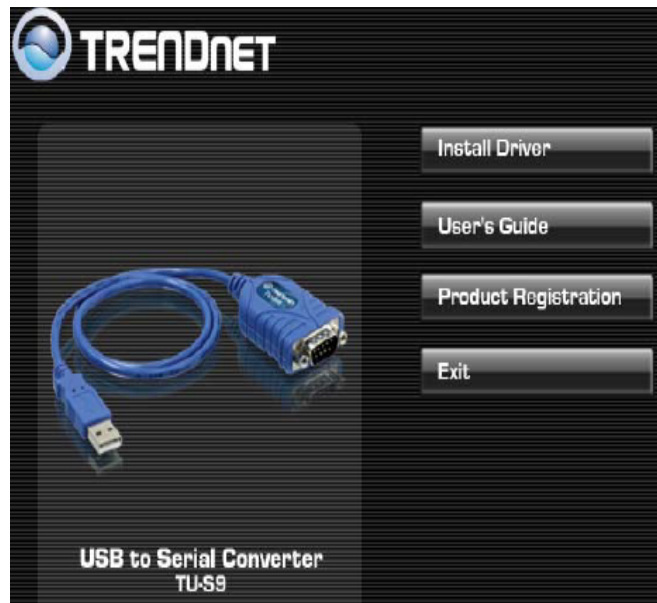 TRENDnet
Install Driver
User's Guide
Product Registration
Exit
USB to Serial Converter
TU-S9